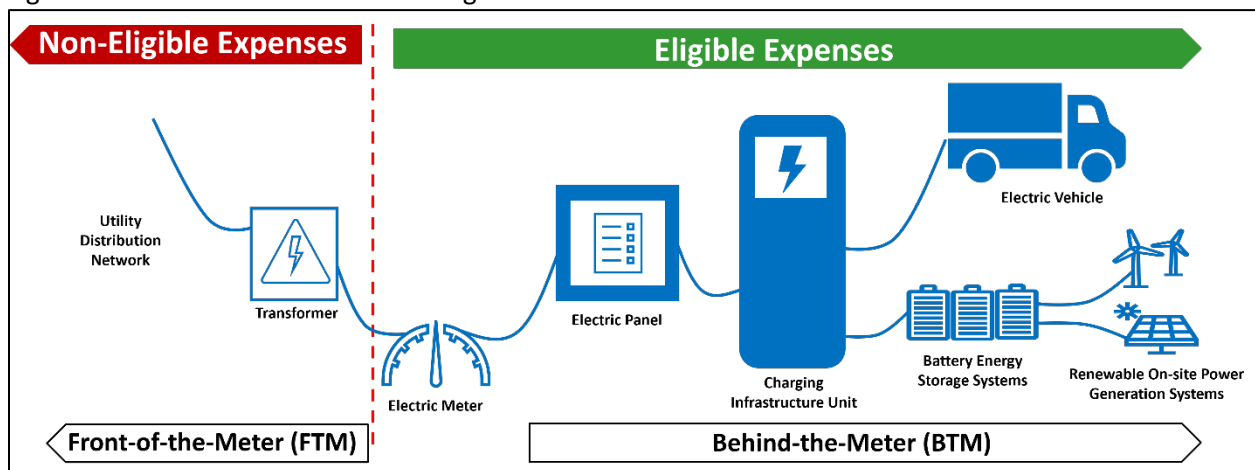 Non-Eligible Expenses
Eligible Expenses
Utility
Distribution
Network
Transformer
Electric Meter
Electric Panel
Charging
Infrastructure Unit
Electric Vehicle
Battery Energy
Storage Systems
Renewable On-site Power
Generation Systems
Front-of-the-Meter (FTM)
Behind-the-Meter (BTM)